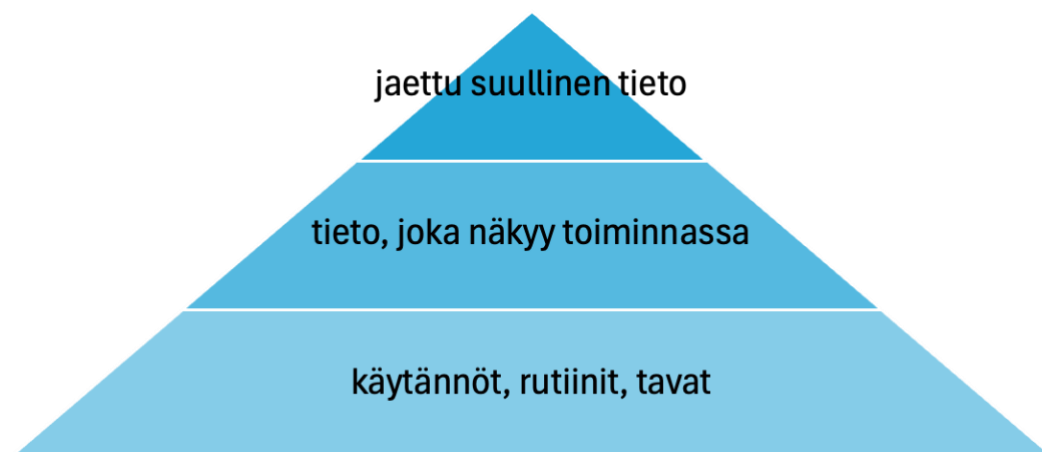 jaettu suullinen tieto
tieto, joka näkyy toiminnassa
käytännöt, rutiinit, tavat